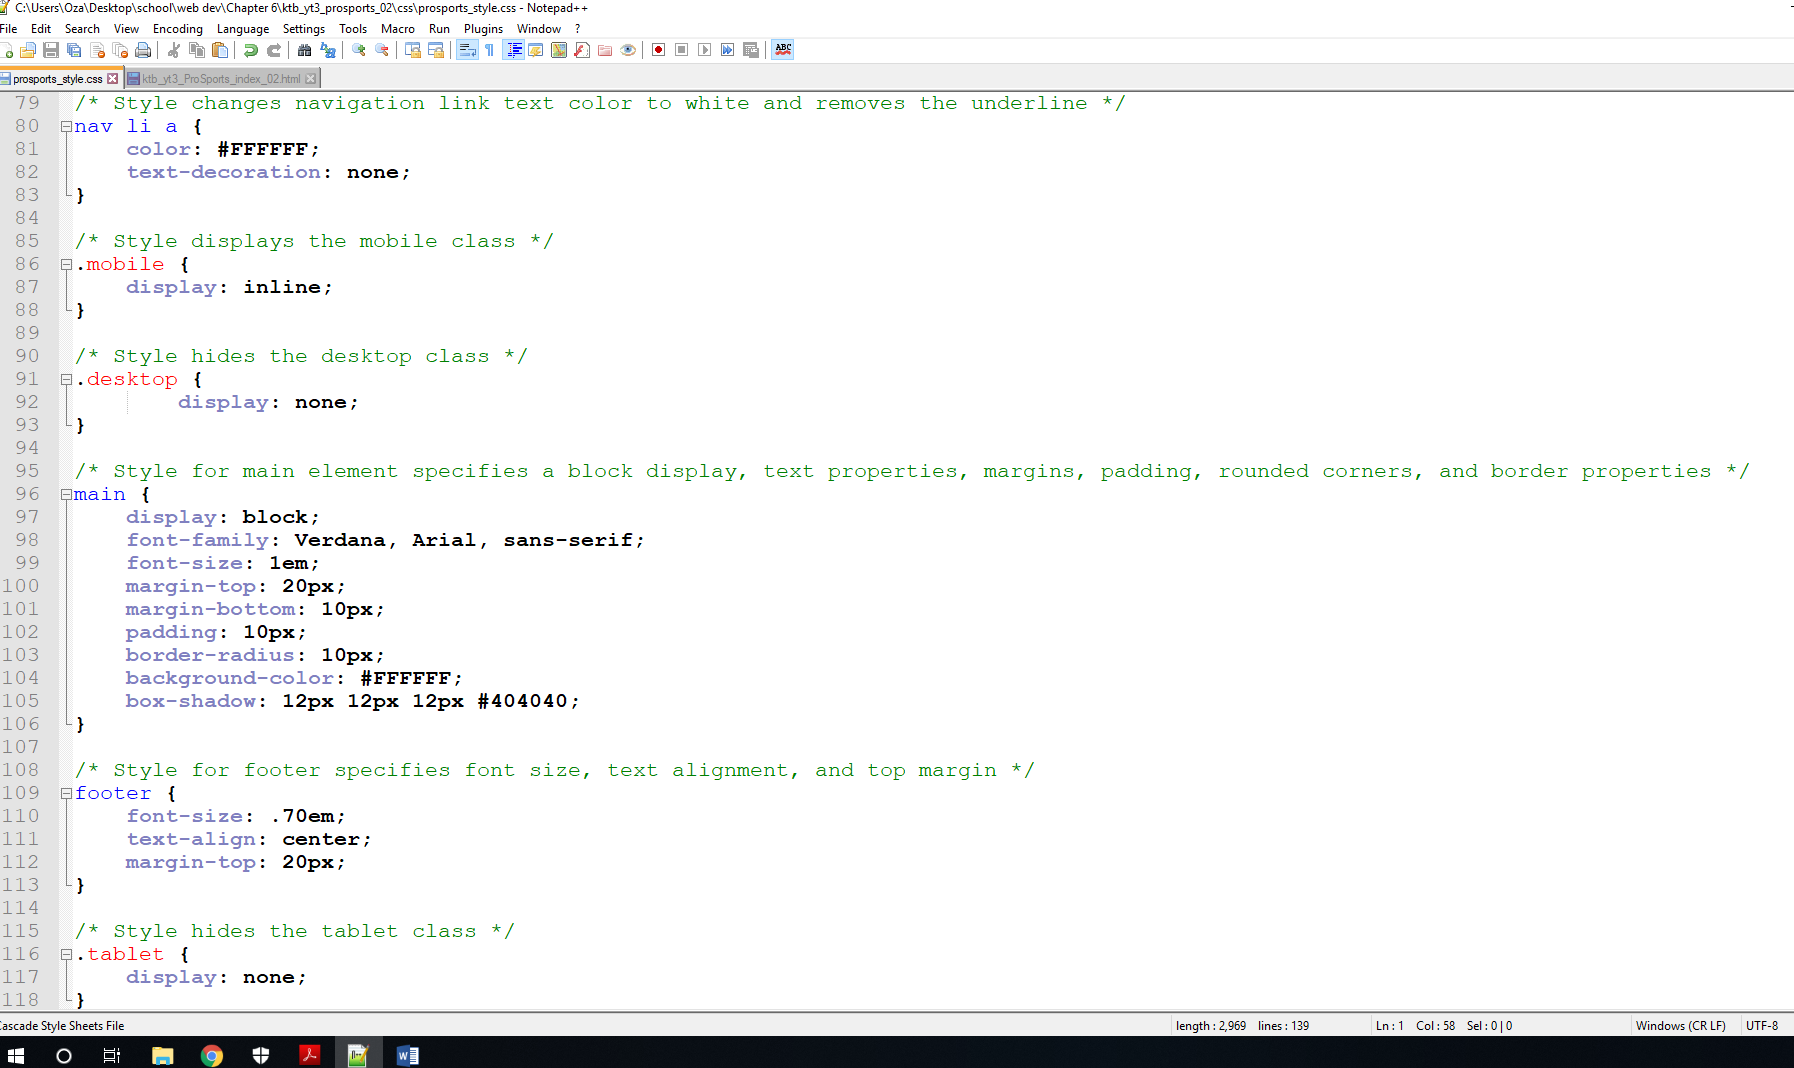 C:\Users\Oza\Desktop\school\web dev\Chapter 6\ktb_yt3_prosports_02\css\prosports_style.css - Notepad++
File Edit Search View Encoding Language Settings Tools Macro Run Plugins Window ?
ABC
prosports_style.css ktb_yt3_ProSports_index_02.html
79 /* Style changes navigation link text color to white and removes the underline */
80 nav li a {
81 color: #FFFFFF;
82 text-decoration: none;
83 }
84
85 /* Style displays the mobile class */
86 .mobile {
87 display: inline;
88 }
89
90 /* Style hides the desktop class */
91 .desktop {
92 display: none;
93 }
94
95 /* Style for main element specifies a block display, text properties, margins, padding, rounded corners, and border properties */
96 main {
97 display: block;
98 font-family: Verdana, Arial, sans-serif;
99 font-size: 1em;
100 margin-top: 20px;
101 margin-bottom: 10px;
102 padding: 10px;
103 border-radius: 10px;
104 background-color: #FFFFFF;
105 box-shadow: 12px 12px 12px #404040;
106 }
107
108 /* Style for footer specifies font size, text alignment, and top margin */
109 footer {
110 font-size: .70em;
111 text-align: center;
112 margin-top: 20px;
113 }
114
115 /* Style hides the tablet class */
116 .tablet {
117 display: none;
118 }
Cascade Style Sheets File length : 2,969 lines : 139 Ln : 1 Col : 58 Sel : 0 | 0 Windows (CR LF) UTF-8